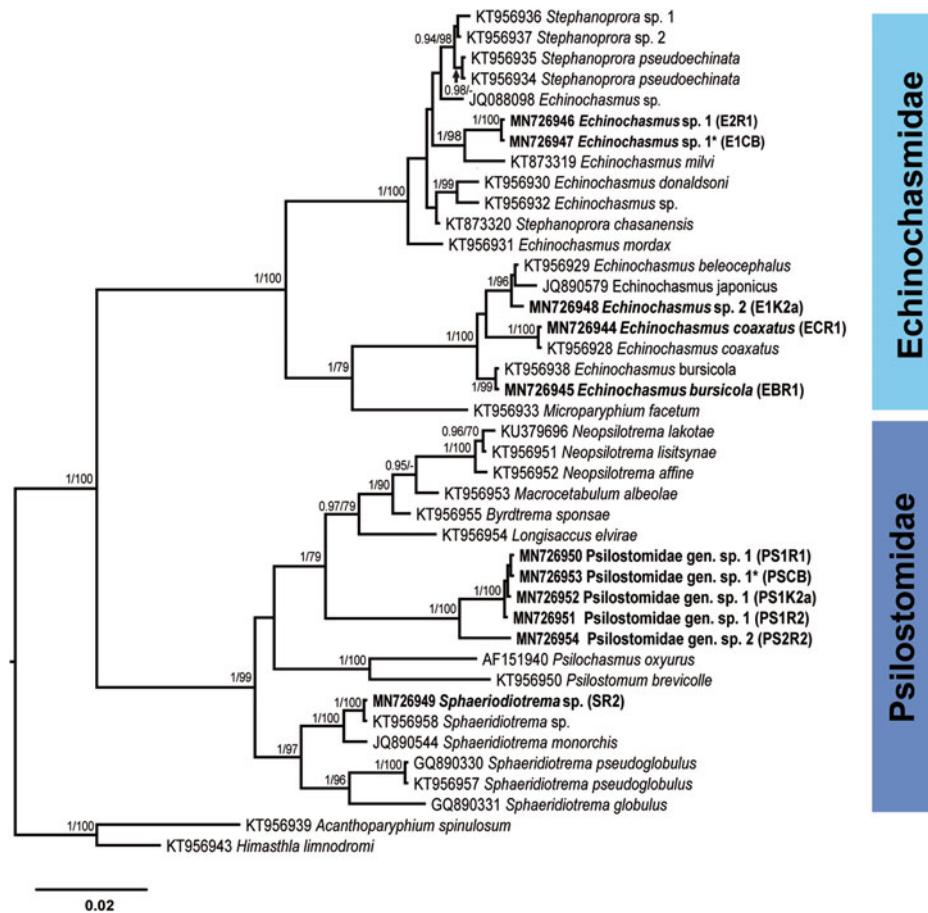 KT956936 Stephanoprora sp. 1
0.94/98
KT956937 Stephanoprora sp. 2
KT956935 Stephanoprora pseudoechinata
KT956934 Stephanoprora pseudoechinata
0.98/-
JQ088098 Echinochasmus sp.
1/100
MN726946 Echinochasmus sp. 1 (E2R1)
1/98
MN726947 Echinochasmus sp. 1* (E1CB)
KT873319 Echinochasmus milvi
1/100
1/99
KT956930 Echinochasmus donaldsoni
KT956932 Echinochasmus sp.
KT873320 Stephanoprora chasanensis
KT956931 Echinochasmus mordax
1/100
KT956929 Echinochasmus beleocephalus
1/96
JQ890579 Echinochasmus japonicus
MN726948 Echinochasmus sp. 2 (E1K2a)
1/100
1/100
MN726944 Echinochasmus coaxatus (ECR1)
KT956928 Echinochasmus coaxatus
1/79
KT956938 Echinochasmus bursicola
1/99
MN726945 Echinochasmus bursicola (EBR1)
KT956933 Microparyphium facetum
Echinochasmidae
1/100
0.96/70
KU379696 Neopsilotrema lakotae
1/100
KT956951 Neopsilotrema lisitsynae
0.95/-
KT956952 Neopsilotrema affine
1/90
KT956953 Macrocetabulum albeolae
0.97/79
KT956955 Byrdtrema sponsae
KT956954 Longisaccus elvirae
1/79
MN726950 Psilostomidae gen. sp. 1 (PS1R1)
MN726953 Psilostomidae gen. sp. 1* (PSCB)
1/100
MN726952 Psilostomidae gen. sp. 1 (PS1K2a)
1/100
MN726951 Psilostomidae gen. sp. 1 (PS1R2)
MN726954 Psilostomidae gen. sp. 2 (PS2R2)
1/100
AF151940 Psilochasmus oxyurus
KT956950 Psilostomum brevicolle
1/99
1/100
MN726949 Sphaeriodiotrema sp. (SR2)
1/100
KT956958 Sphaeridiotrema sp.
JQ890544 Sphaeridiotrema monorchis
1/97
1/100
GQ890330 Sphaeridiotrema pseudoglobulus
1/96
KT956957 Sphaeridiotrema pseudoglobulus
GQ890331 Sphaeridiotrema globulus
Psilostomidae
1/100
KT956939 Acanthoparyphium spinulosum
KT956943 Himasthla limnodromi
0.02